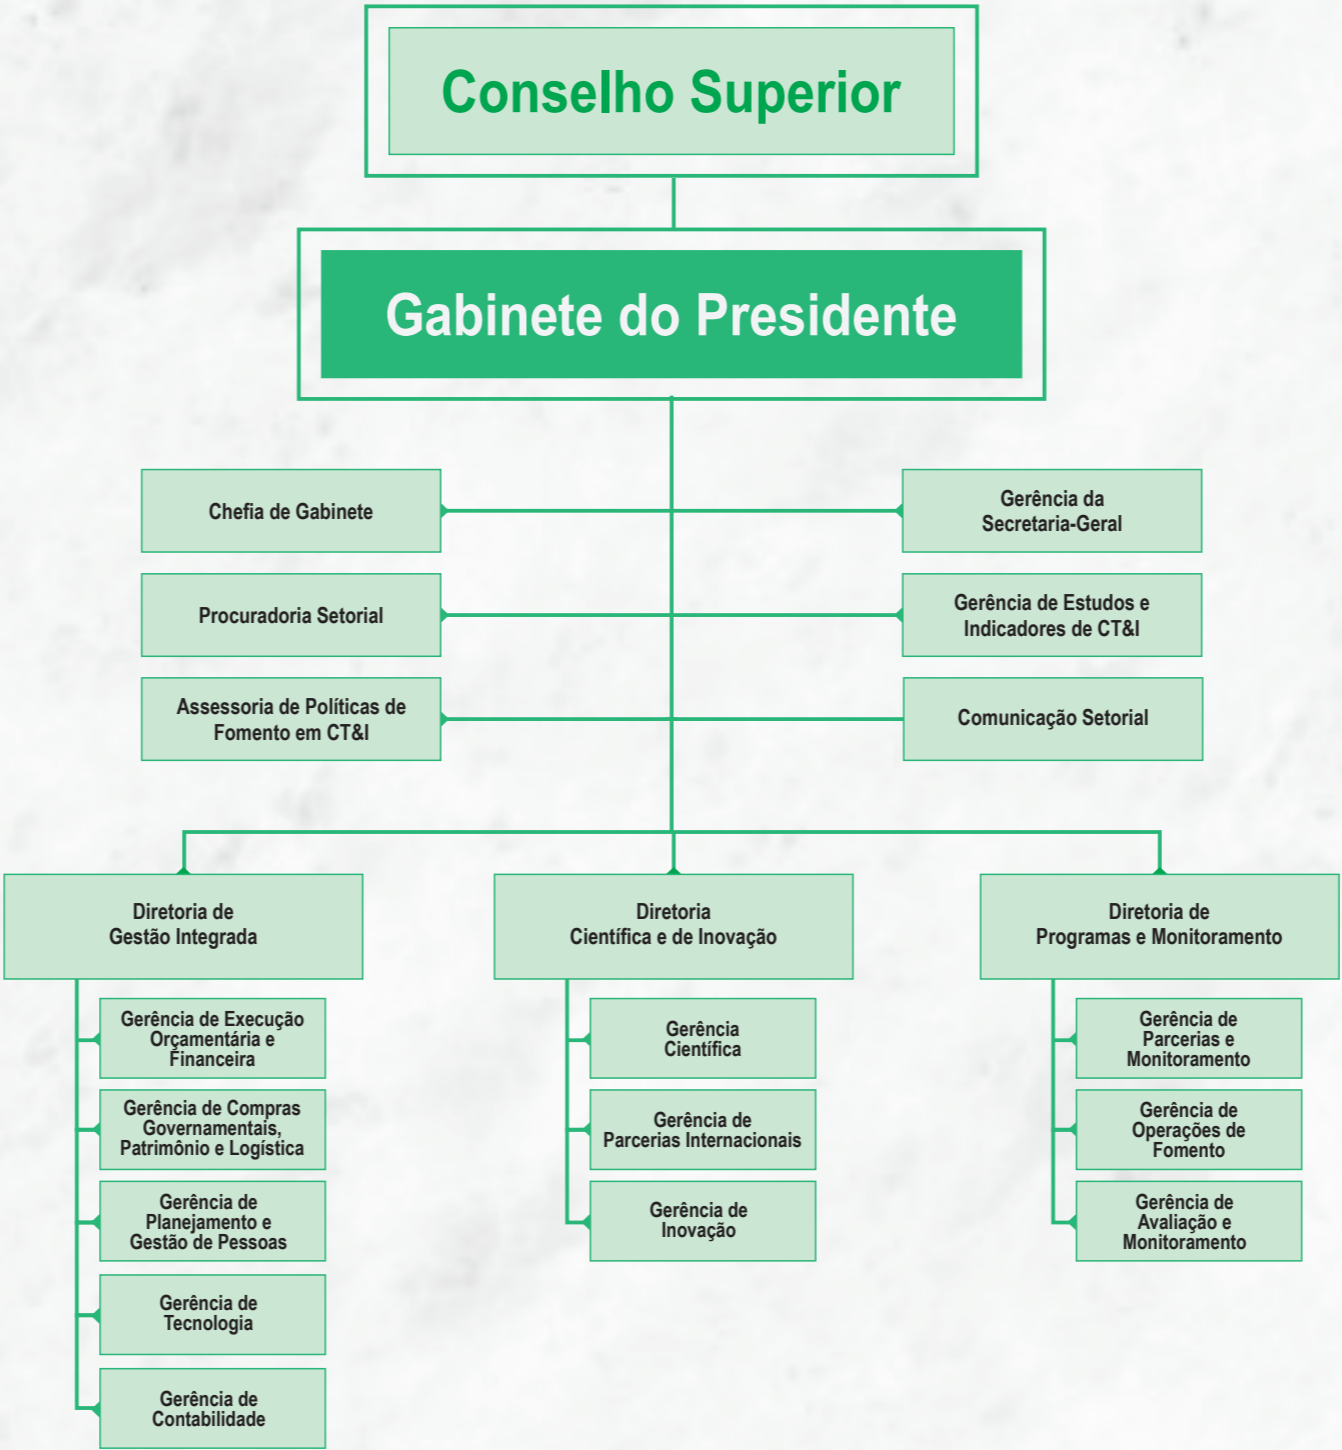 Conselho Superior
Gabinete do Presidente
Chefia de Gabinete
Gerência da
Secretaria-Geral
Procuradoria Setorial
Gerência de Estudos e
Indicadores de CT&I
Assessoria de Políticas de
Fomento em CT&I
Comunicação Setorial
Diretoria de
Gestão Integrada
Gerência de Execução
Orçamentária e
Financeira
Gerência de Compras
Governamentais,
Patrimônio e Logística
Gerência de
Planejamento e
Gestão de Pessoas
Gerência de
Tecnologia
Gerência de
Contabilidade
Diretoria
Científica e de Inovação
Gerência
Científica
Gerência de
Parcerias Internacionais
Gerência de
Inovação
Diretoria de
Programas e Monitoramento
Gerência de
Parcerias e
Monitoramento
Gerência de
Operações de
Fomento
Gerência de
Avaliação e
Monitoramento